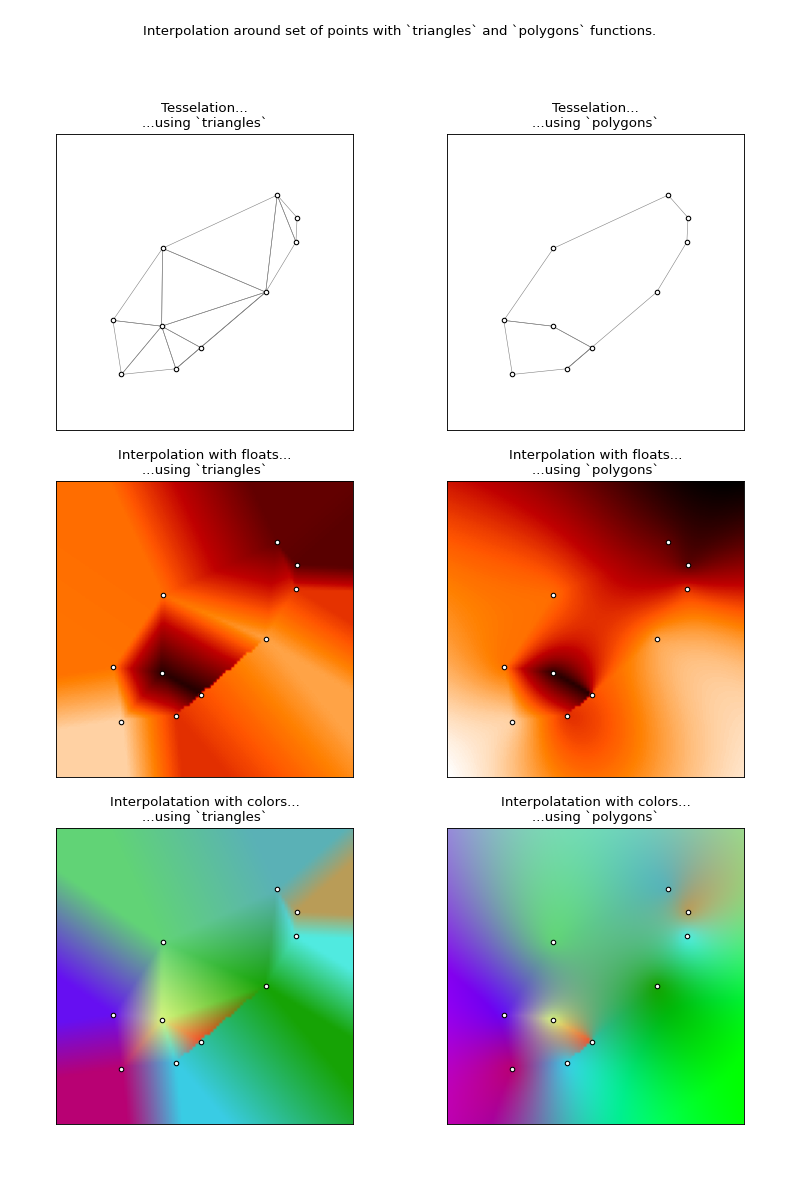 Interpolation around set of points with `triangles` and `polygons` functions.
Tesselation...
...using `triangles`
Tesselation...
...using `polygons`
Interpolation with floats...
...using `triangles`
Interpolation with floats...
...using `polygons`
Interpolatation with colors...
...using `triangles`
Interpolatation with colors...
...using `polygons`